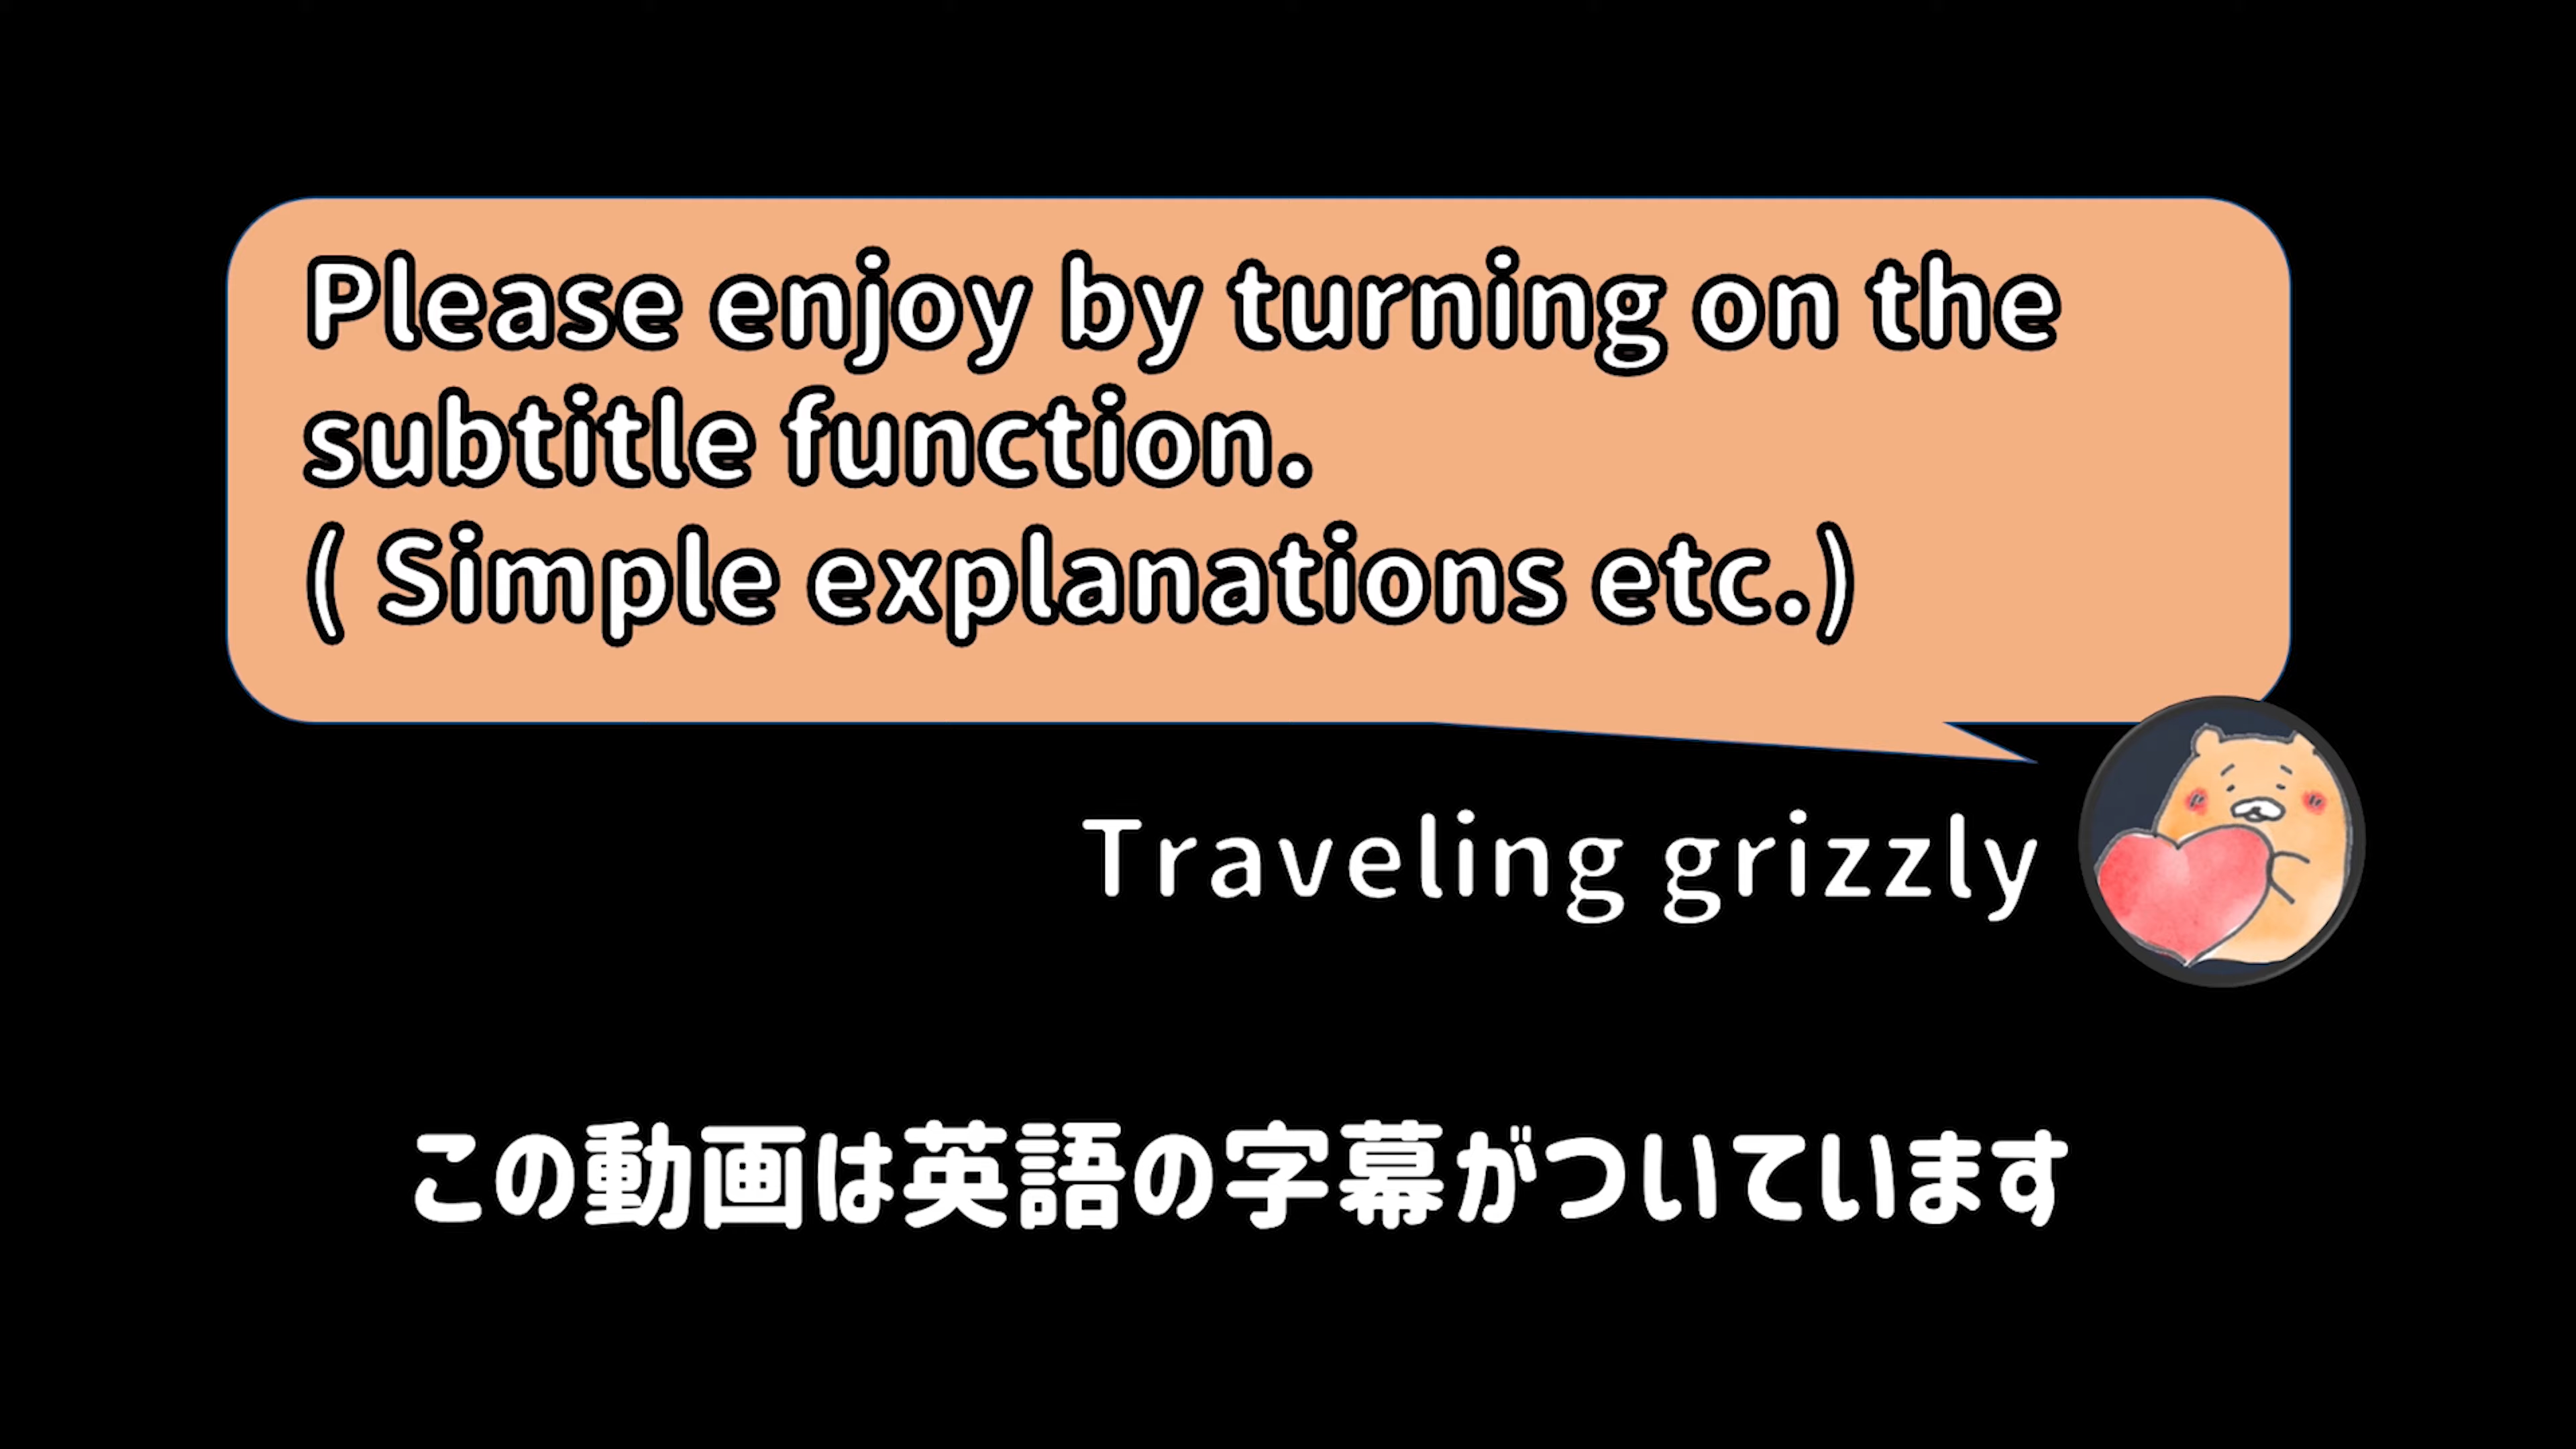 Please enjoy by turning on the
subtitle function.
( Simple explanations etc.)
Traveling grizzly
この動画は英語の字幕がついています